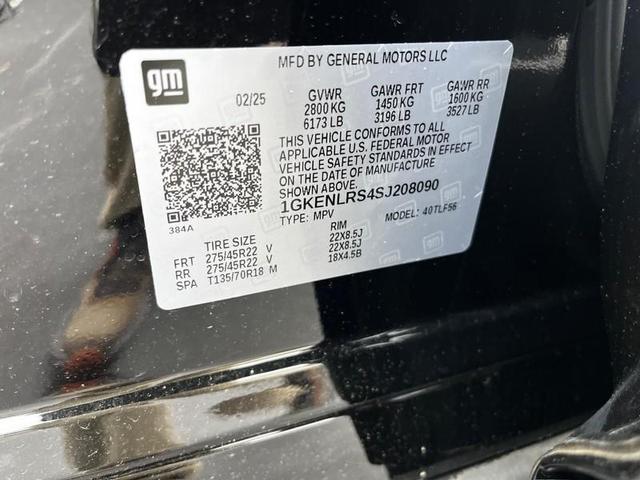 MFD BY GENERAL MOTORS LLC
gm
02/25
GVWR GAWR FRT GAWR RR
2800 KG 1450 KG 1600 KG
6173 LB 3196 LB 3527 LB
THIS VEHICLE CONFORMS TO ALL
APPLICABLE U.S. FEDERAL MOTOR
VEHICLE SAFETY STANDARDS IN EFFECT
ON THE DATE OF MANUFACTURE
SHOWN ABOVE.
1GKENLRS4SJ208090
TYPE: MPV MODEL: 40TLF56
384A
TIRE SIZE RIM
FRT 275/45R22 V 22X8.5J
RR 275/45R22 V 22X8.5J
SPA T135/70R18 M 18X4.5B